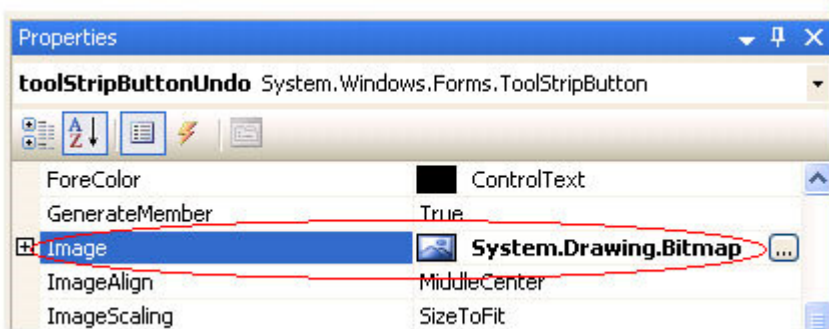 Properties
toolStripButtonUndo System.Windows.Forms.ToolStripButton
A Z
ForeColor ControlText
GenerateMember True
Image System.Drawing.Bitmap ...
ImageAlign MiddleCenter
ImageScaling SizeToFit